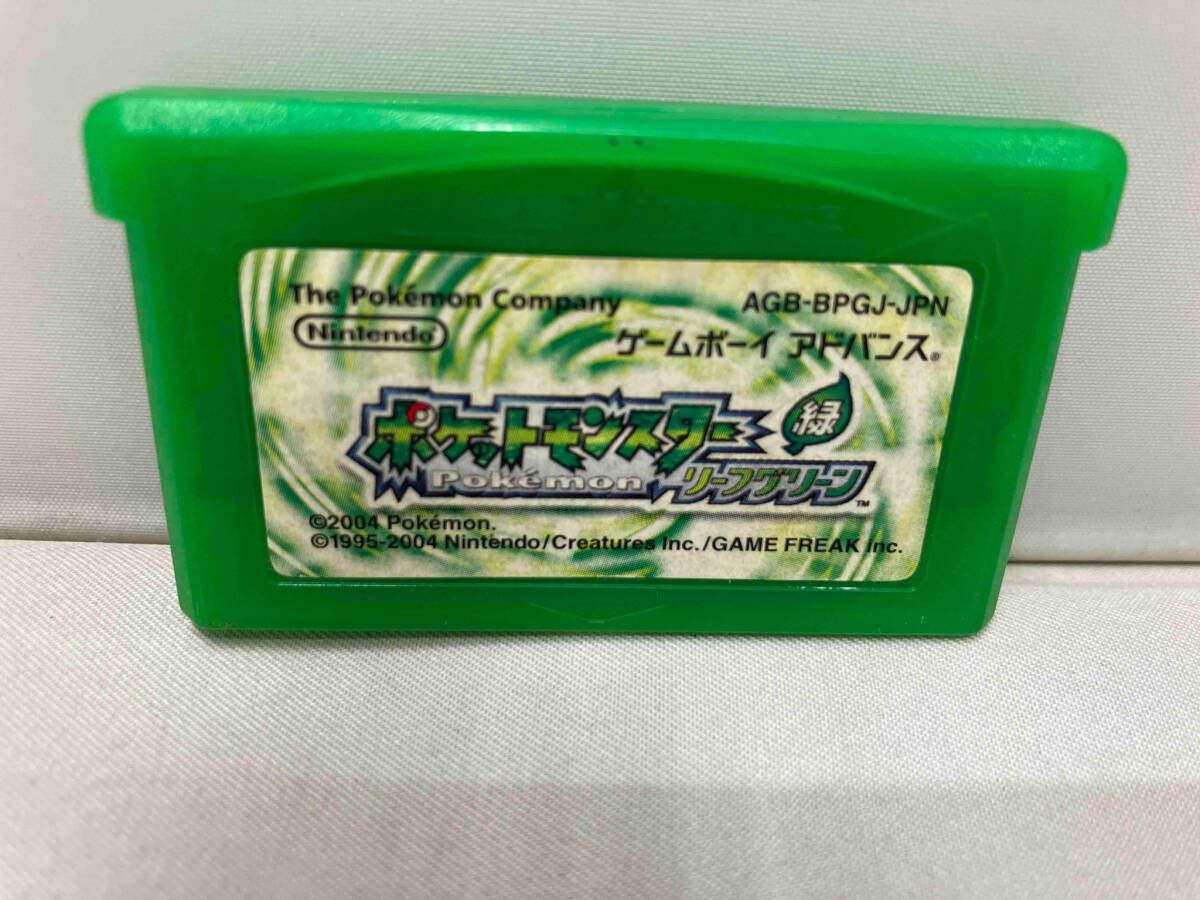 The Pokémon Company
AGB-BPGJ-JPN
Nintendo
ゲームボーイ アドバンス®
ポケットモンスター
緑
Pokémon
リーフグリーン™
©2004 Pokémon.
©1995-2004 Nintendo/Creatures Inc./GAME FREAK inc.